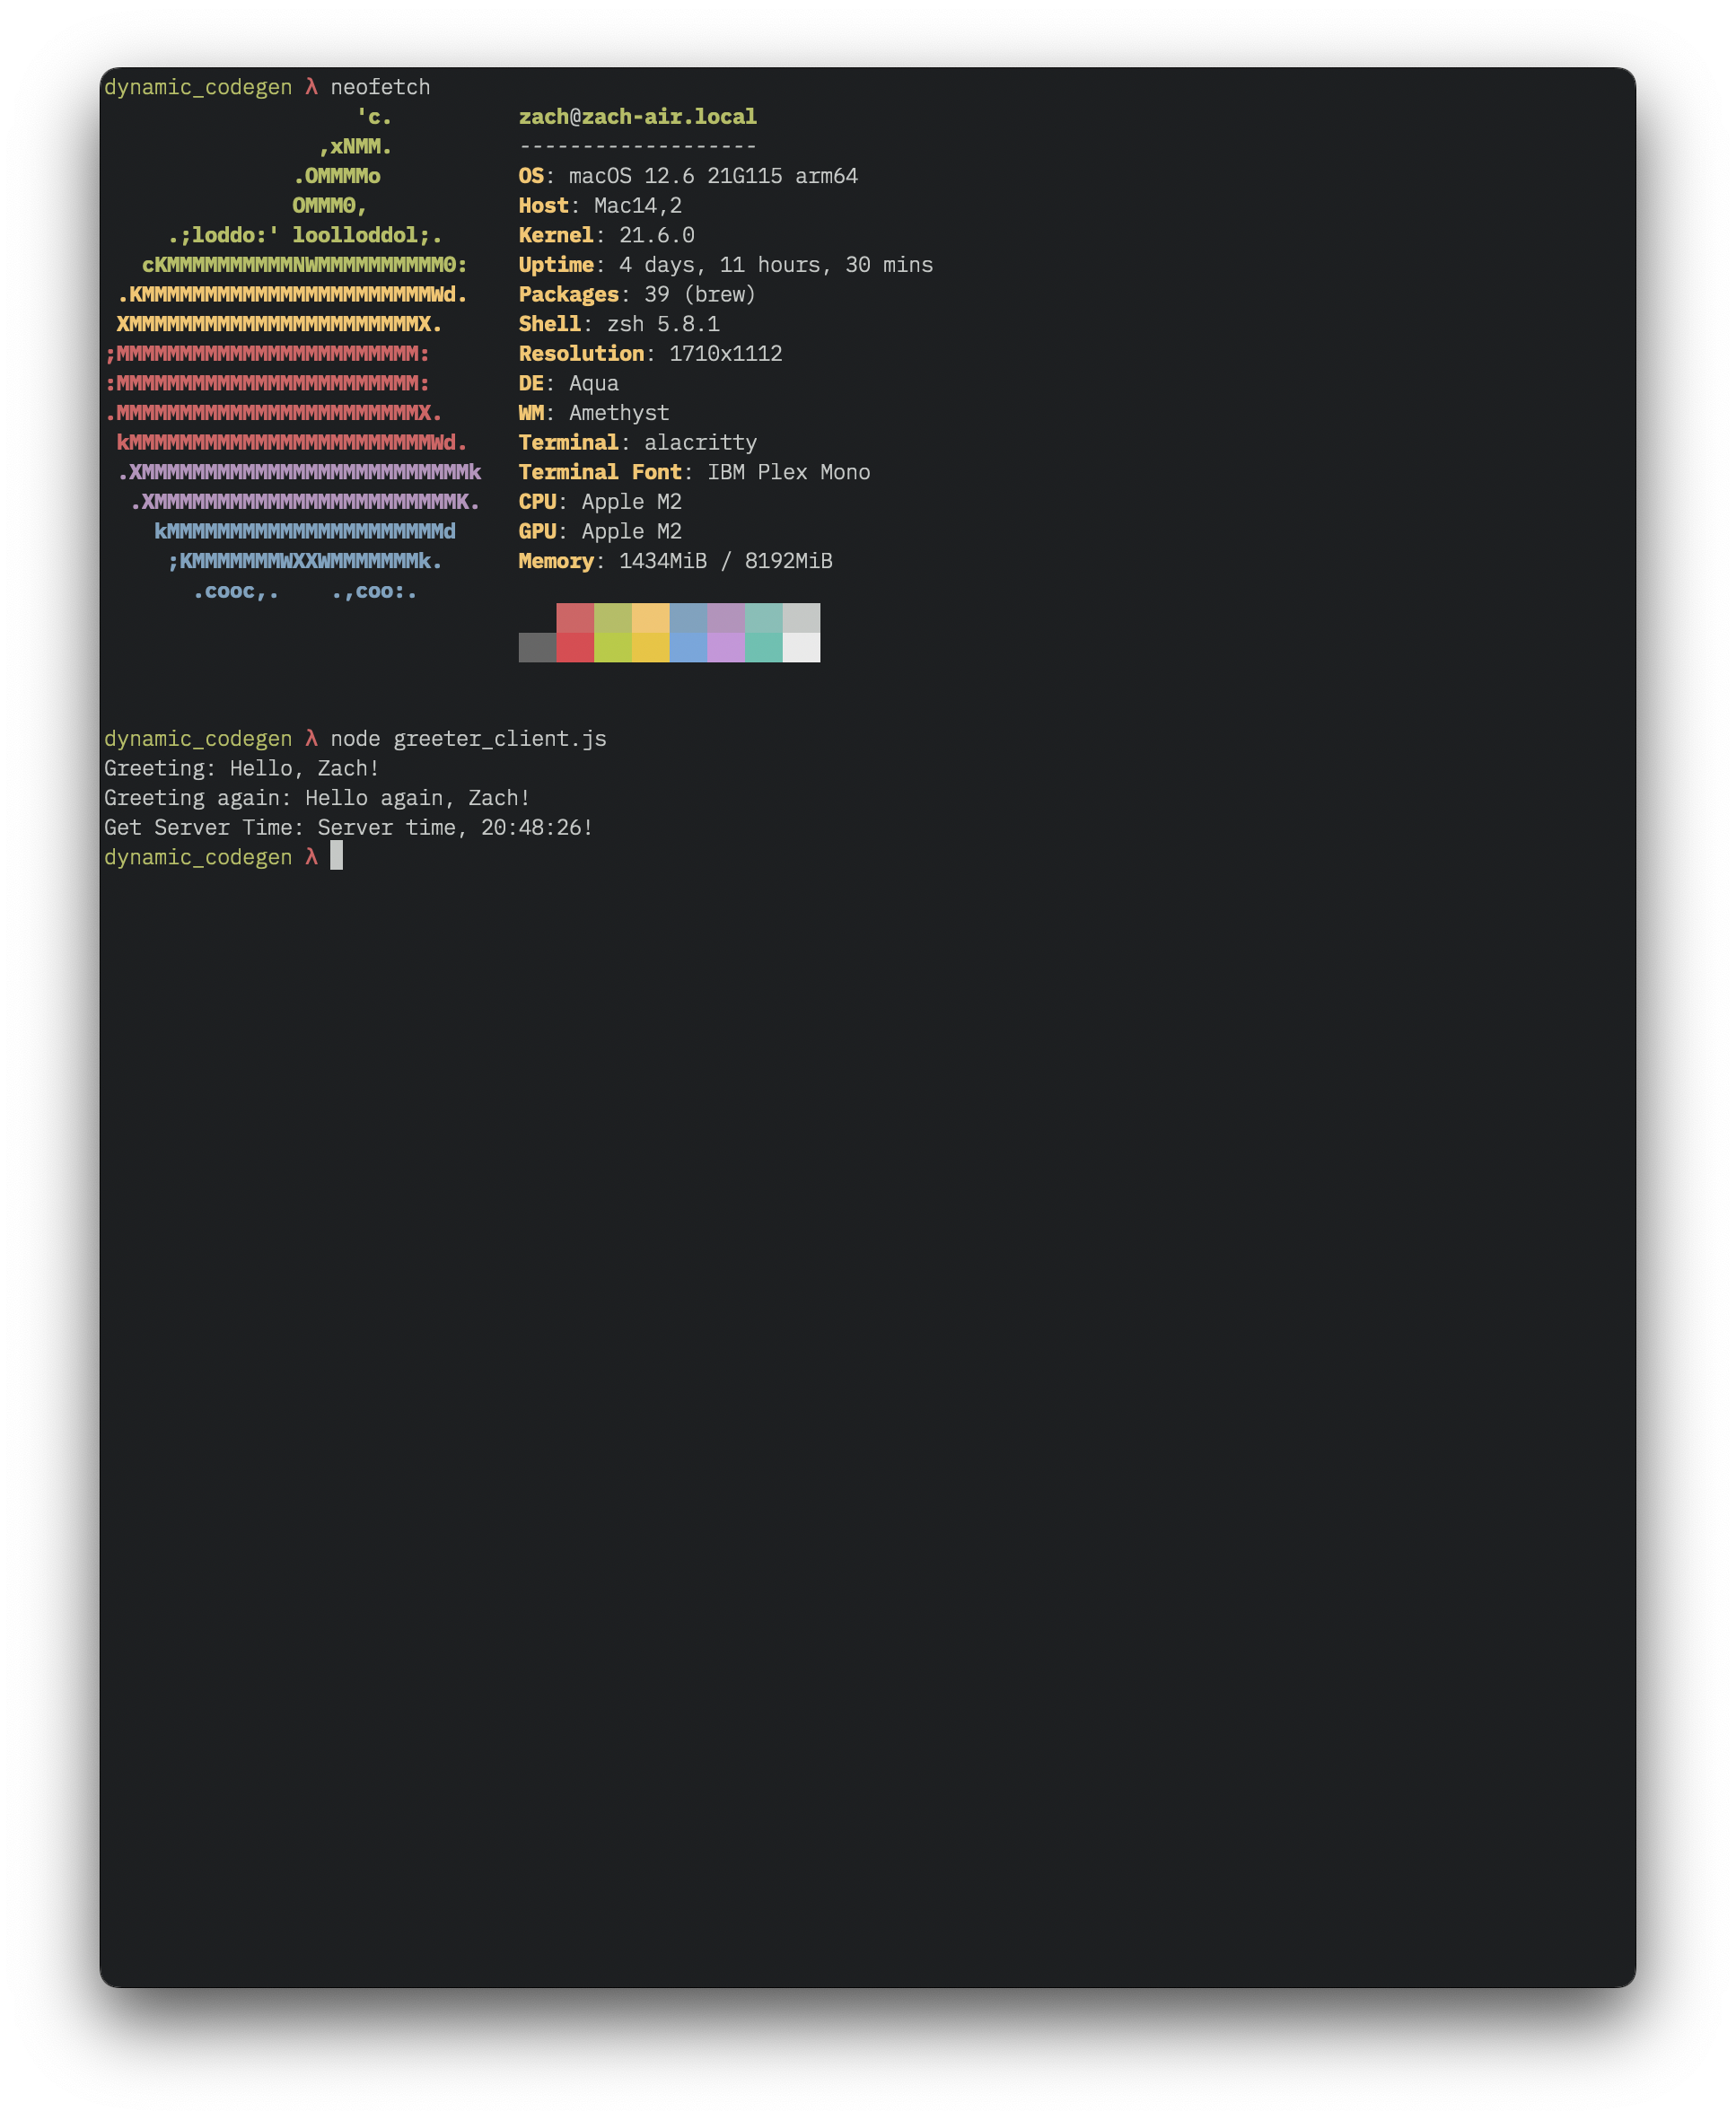 dynamic_codegen λ neofetch
'c. zach@zach-air.local
,xNMM. -------------------
.OMMMMo OS: macOS 12.6 21G115 arm64
OMMM0, Host: Mac14,2
.;loddo:' loolloddol;. Kernel: 21.6.0
cKMMMMMMMMMMNWMMMMMMMMMM0: Uptime: 4 days, 11 hours, 30 mins
.KMMMMMMMMMMMMMMMMMMMMMMMWd. Packages: 39 (brew)
XMMMMMMMMMMMMMMMMMMMMMMMX. Shell: zsh 5.8.1
;MMMMMMMMMMMMMMMMMMMMMMMM: Resolution: 1710x1112
:MMMMMMMMMMMMMMMMMMMMMMMM: DE: Aqua
.MMMMMMMMMMMMMMMMMMMMMMMMX. WM: Amethyst
kMMMMMMMMMMMMMMMMMMMMMMMMWd. Terminal: alacritty
.XMMMMMMMMMMMMMMMMMMMMMMMMMMk Terminal Font: IBM Plex Mono
.XMMMMMMMMMMMMMMMMMMMMMMMMK. CPU: Apple M2
kMMMMMMMMMMMMMMMMMMMMMMd GPU: Apple M2
;KMMMMMMMWXXWMMMMMMMk. Memory: 1434MiB / 8192MiB
.cooc,. .,coo:.
dynamic_codegen λ node greeter_client.js
Greeting: Hello, Zach!
Greeting again: Hello again, Zach!
Get Server Time: Server time, 20:48:26!
dynamic_codegen λ